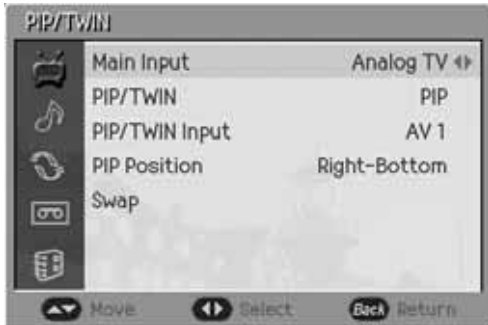 PIP/TWIN
Main Input Analog TV
PIP/TWIN PIP
PIP/TWIN Input AV 1
PIP Position Right-Bottom
Swap
Move Select Back Return